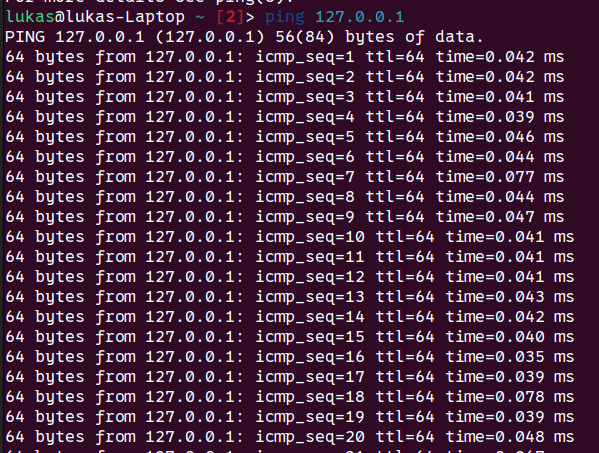 For more details see ping(8).
lukas@lukas-Laptop ~ [2]> ping 127.0.0.1
PING 127.0.0.1 (127.0.0.1) 56(84) bytes of data.
64 bytes from 127.0.0.1: icmp_seq=1 ttl=64 time=0.042 ms
64 bytes from 127.0.0.1: icmp_seq=2 ttl=64 time=0.042 ms
64 bytes from 127.0.0.1: icmp_seq=3 ttl=64 time=0.041 ms
64 bytes from 127.0.0.1: icmp_seq=4 ttl=64 time=0.039 ms
64 bytes from 127.0.0.1: icmp_seq=5 ttl=64 time=0.046 ms
64 bytes from 127.0.0.1: icmp_seq=6 ttl=64 time=0.044 ms
64 bytes from 127.0.0.1: icmp_seq=7 ttl=64 time=0.077 ms
64 bytes from 127.0.0.1: icmp_seq=8 ttl=64 time=0.044 ms
64 bytes from 127.0.0.1: icmp_seq=9 ttl=64 time=0.047 ms
64 bytes from 127.0.0.1: icmp_seq=10 ttl=64 time=0.041 ms
64 bytes from 127.0.0.1: icmp_seq=11 ttl=64 time=0.041 ms
64 bytes from 127.0.0.1: icmp_seq=12 ttl=64 time=0.041 ms
64 bytes from 127.0.0.1: icmp_seq=13 ttl=64 time=0.043 ms
64 bytes from 127.0.0.1: icmp_seq=14 ttl=64 time=0.042 ms
64 bytes from 127.0.0.1: icmp_seq=15 ttl=64 time=0.040 ms
64 bytes from 127.0.0.1: icmp_seq=16 ttl=64 time=0.035 ms
64 bytes from 127.0.0.1: icmp_seq=17 ttl=64 time=0.039 ms
64 bytes from 127.0.0.1: icmp_seq=18 ttl=64 time=0.078 ms
64 bytes from 127.0.0.1: icmp_seq=19 ttl=64 time=0.039 ms
64 bytes from 127.0.0.1: icmp_seq=20 ttl=64 time=0.048 ms